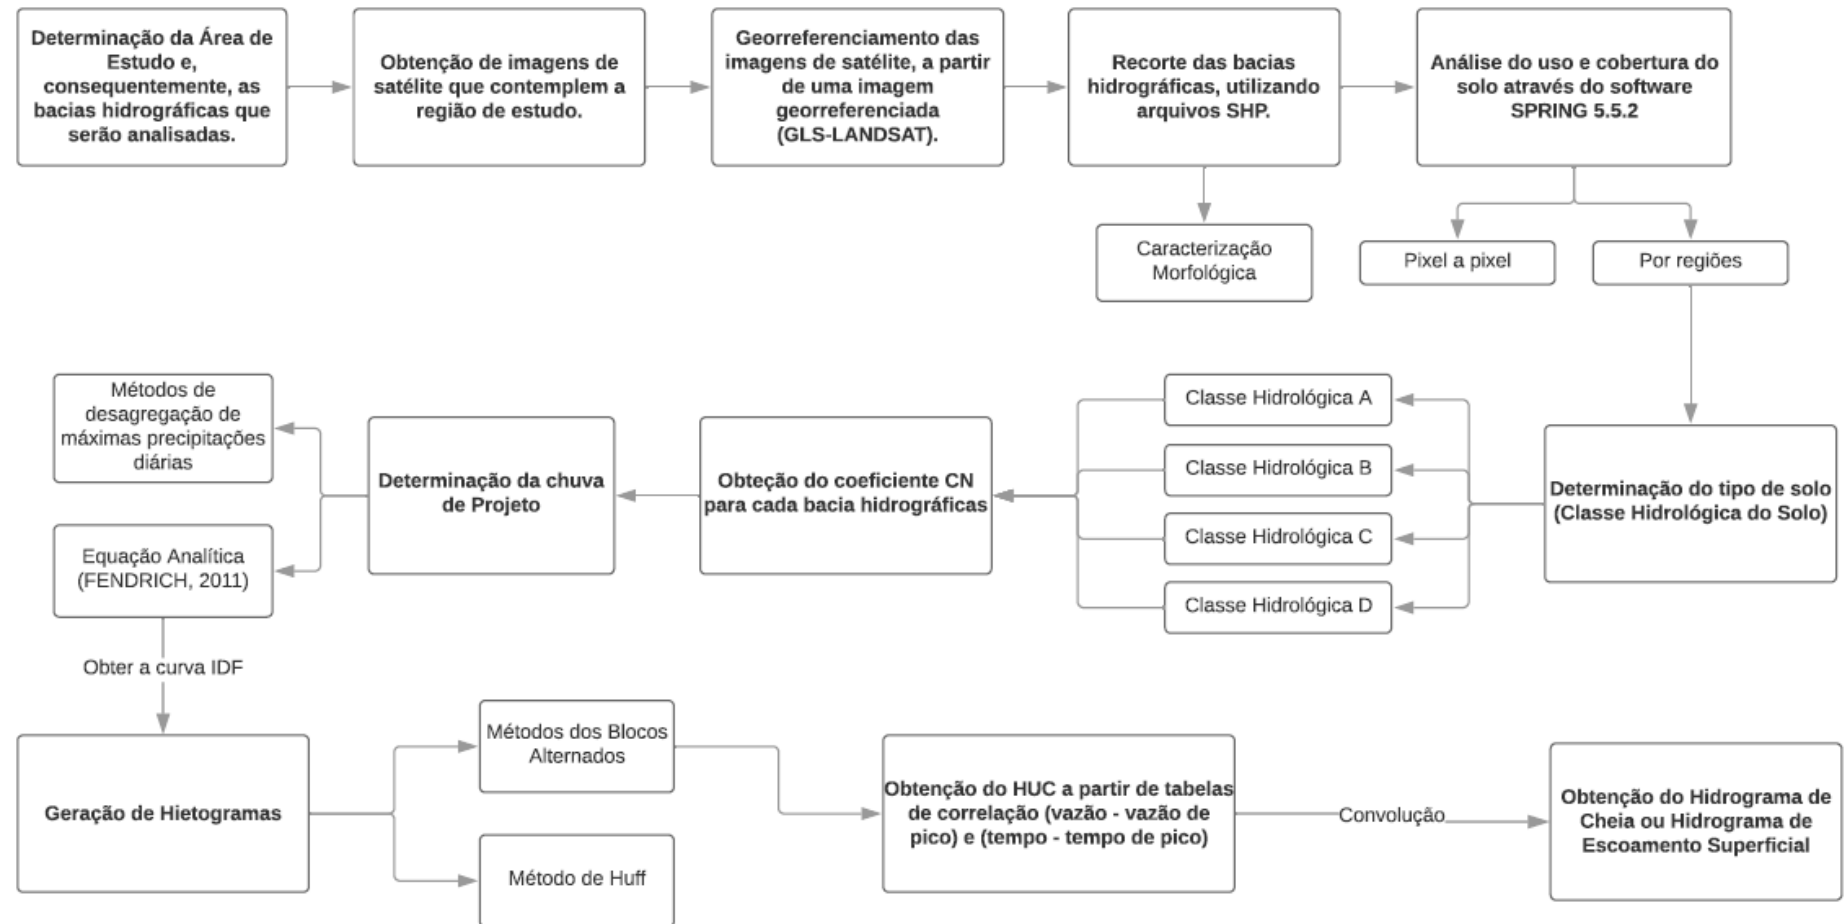 Determinação da Área de
Estudo e,
consequentemente, as
bacias hidrográficas que
serão analisadas.
Obtenção de imagens de
satélite que contemplem a
região de estudo.
Georreferenciamento das
imagens de satélite, a partir
de uma imagem
georreferenciada
(GLS-LANDSAT).
Recorte das bacias
hidrográficas, utilizando
arquivos SHP.
Análise do uso e cobertura do
solo através do software
SPRING 5.5.2
Caracterização
Morfológica
Pixel a pixel
Por regiões
Determinação do tipo de solo
(Classe Hidrológica do Solo)
Classe Hidrológica A
Classe Hidrológica B
Classe Hidrológica C
Classe Hidrológica D
Obteção do coeficiente CN
para cada bacia hidrográficas
Determinação da chuva
de Projeto
Métodos de
desagregação de
máximas precipitações
diárias
Equação Analítica
(FENDRICH, 2011)
Obter a curva IDF
Geração de Hietogramas
Métodos dos Blocos
Alternados
Método de Huff
Obtenção do HUC a partir de tabelas
de correlação (vazão - vazão de
pico) e (tempo - tempo de pico)
Convolução
Obtenção do Hidrograma de
Cheia ou Hidrograma de
Escoamento Superficial